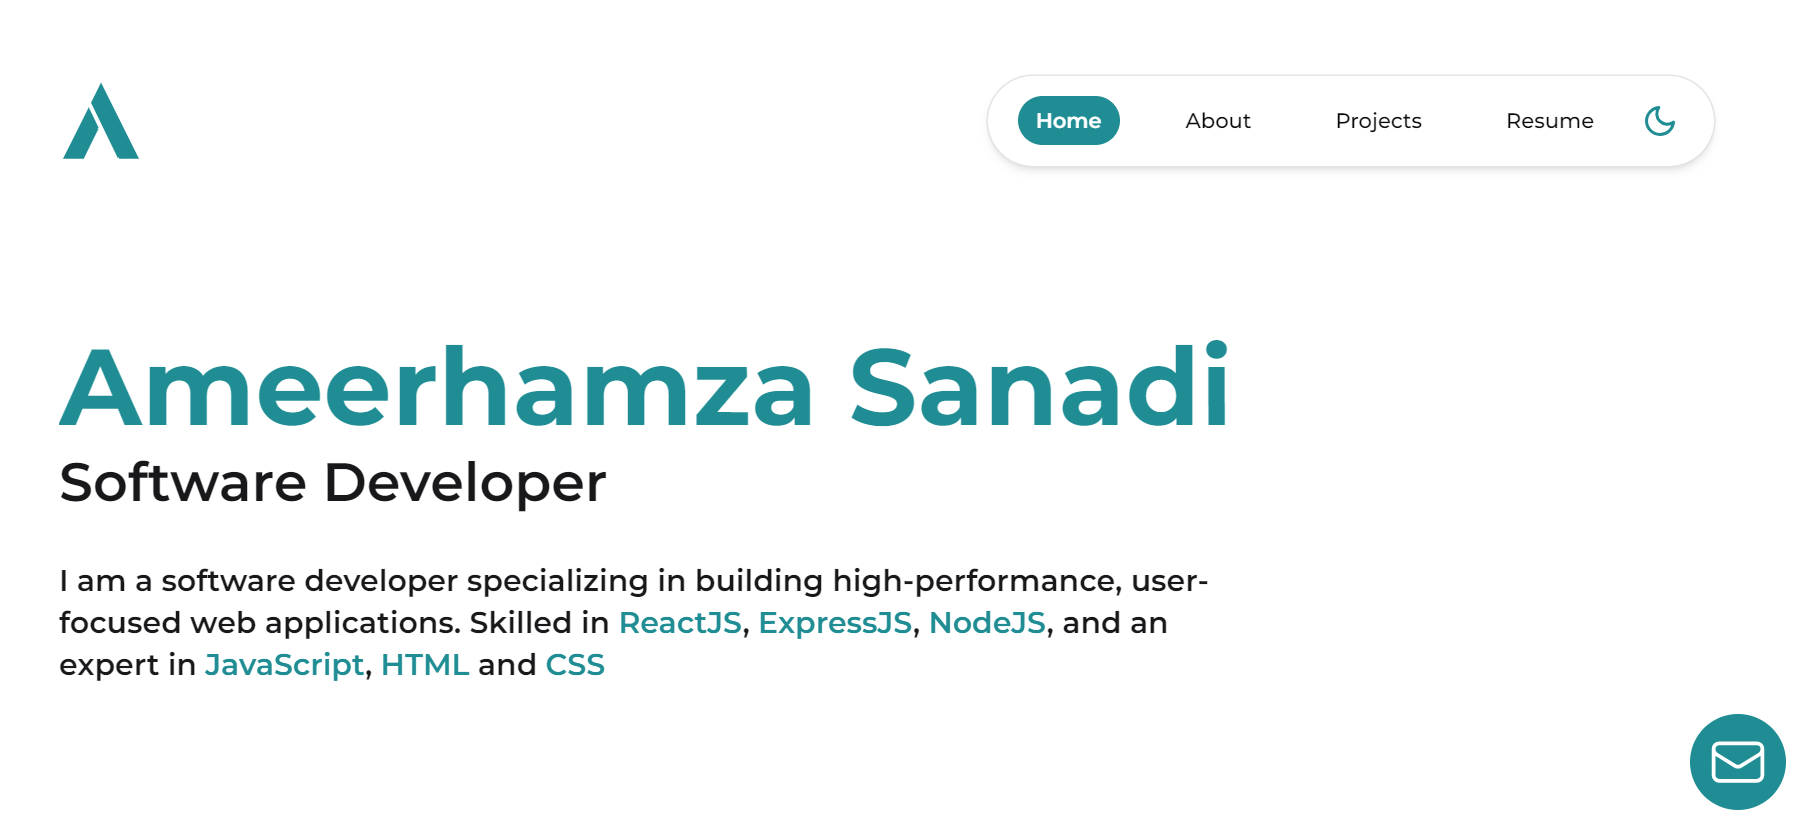 Home About Projects Resume
Ameerhamza Sanadi
Software Developer
I am a software developer specializing in building high-performance, user-
focused web applications. Skilled in ReactJS, ExpressJS, NodeJS, and an
expert in JavaScript, HTML and CSS